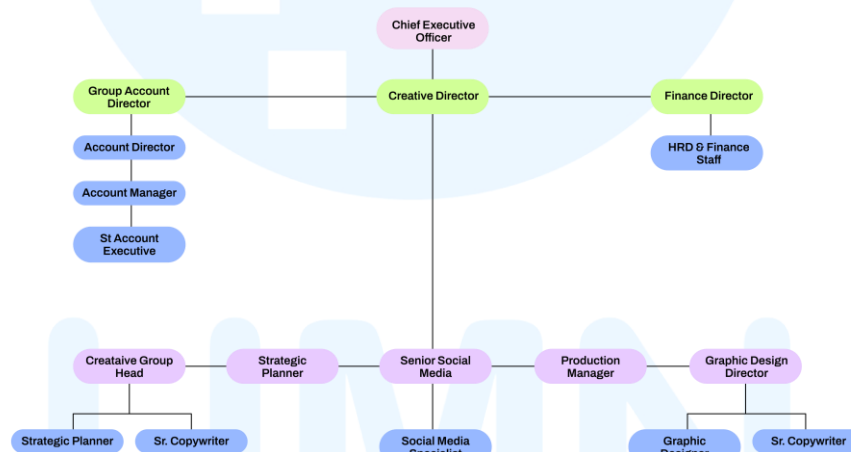 Chief Executive
Officer
Group Account
Director
Creative Director
Finance Director
Account Director
HRD & Finance
Staff
Account Manager
St Account
Executive
Creataive Group
Head
Strategic
Planner
Senior Social
Media
Production
Manager
Graphic Design
Director
Strategic Planner
Sr. Copywriter
Social Media
Specialist
Graphic
Designer
Sr. Copywriter